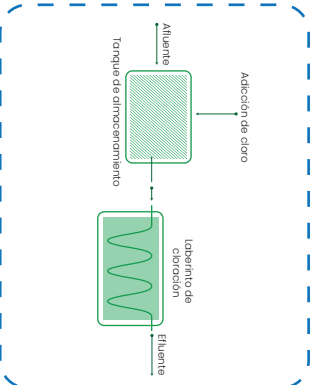 Afluente
Tanque de almacenamiento
Adicción de cloro
Laberinto de
cloración
Efluente